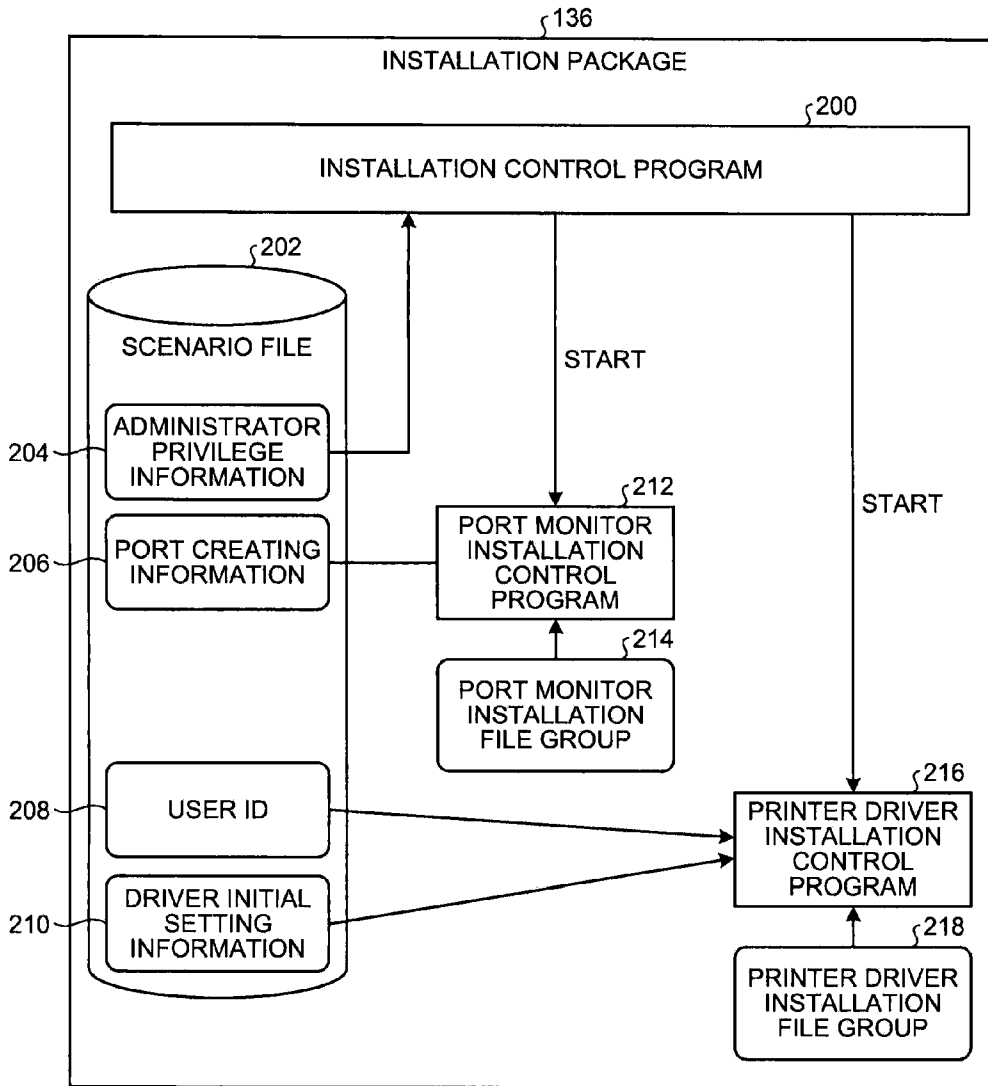 136
INSTALLATION PACKAGE
200
INSTALLATION CONTROL PROGRAM
202
SCENARIO FILE
START
ADMINISTRATOR
PRIVILEGE
INFORMATION
204
START
212
PORT MONITOR
INSTALLATION
CONTROL
PROGRAM
PORT CREATING
INFORMATION
206
214
PORT MONITOR
INSTALLATION
FILE GROUP
USER ID
208
216
PRINTER DRIVER
INSTALLATION
CONTROL
PROGRAM
DRIVER INITIAL
SETTING
INFORMATION
210
218
PRINTER DRIVER
INSTALLATION
FILE GROUP